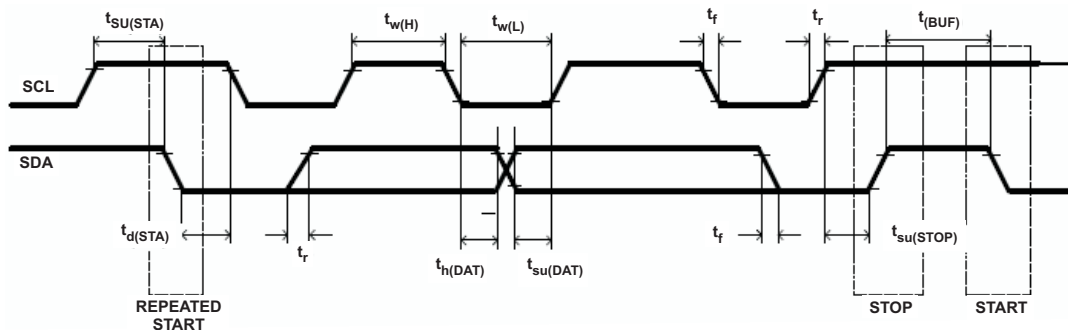 tSU(STA)
tw(H)
tw(L)
tf
tr
t(BUF)
SCL
SDA
td(STA)
tr
th(DAT)
tsu(DAT)
tf
tsu(STOP)
REPEATED
START
STOP
START